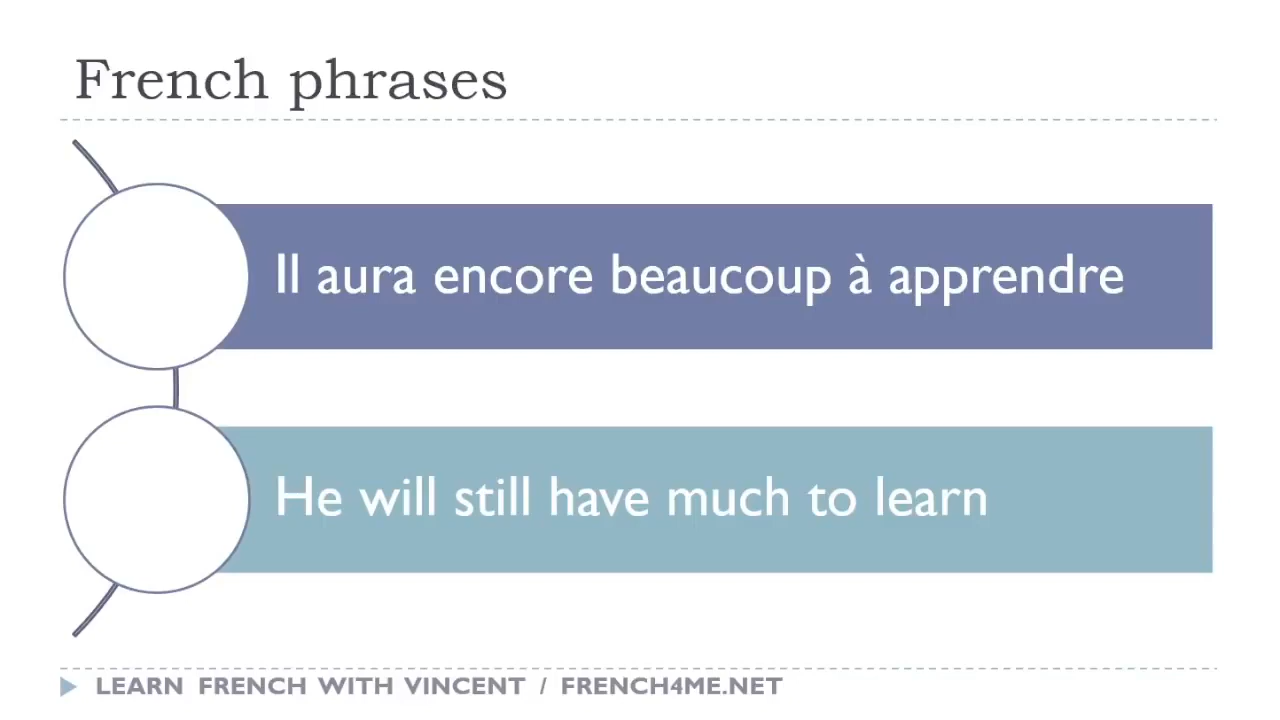 French phrases
Il aura encore beaucoup à apprendre
He will still have much to learn
LEARN FRENCH WITH VINCENT / FRENCH4ME.NET